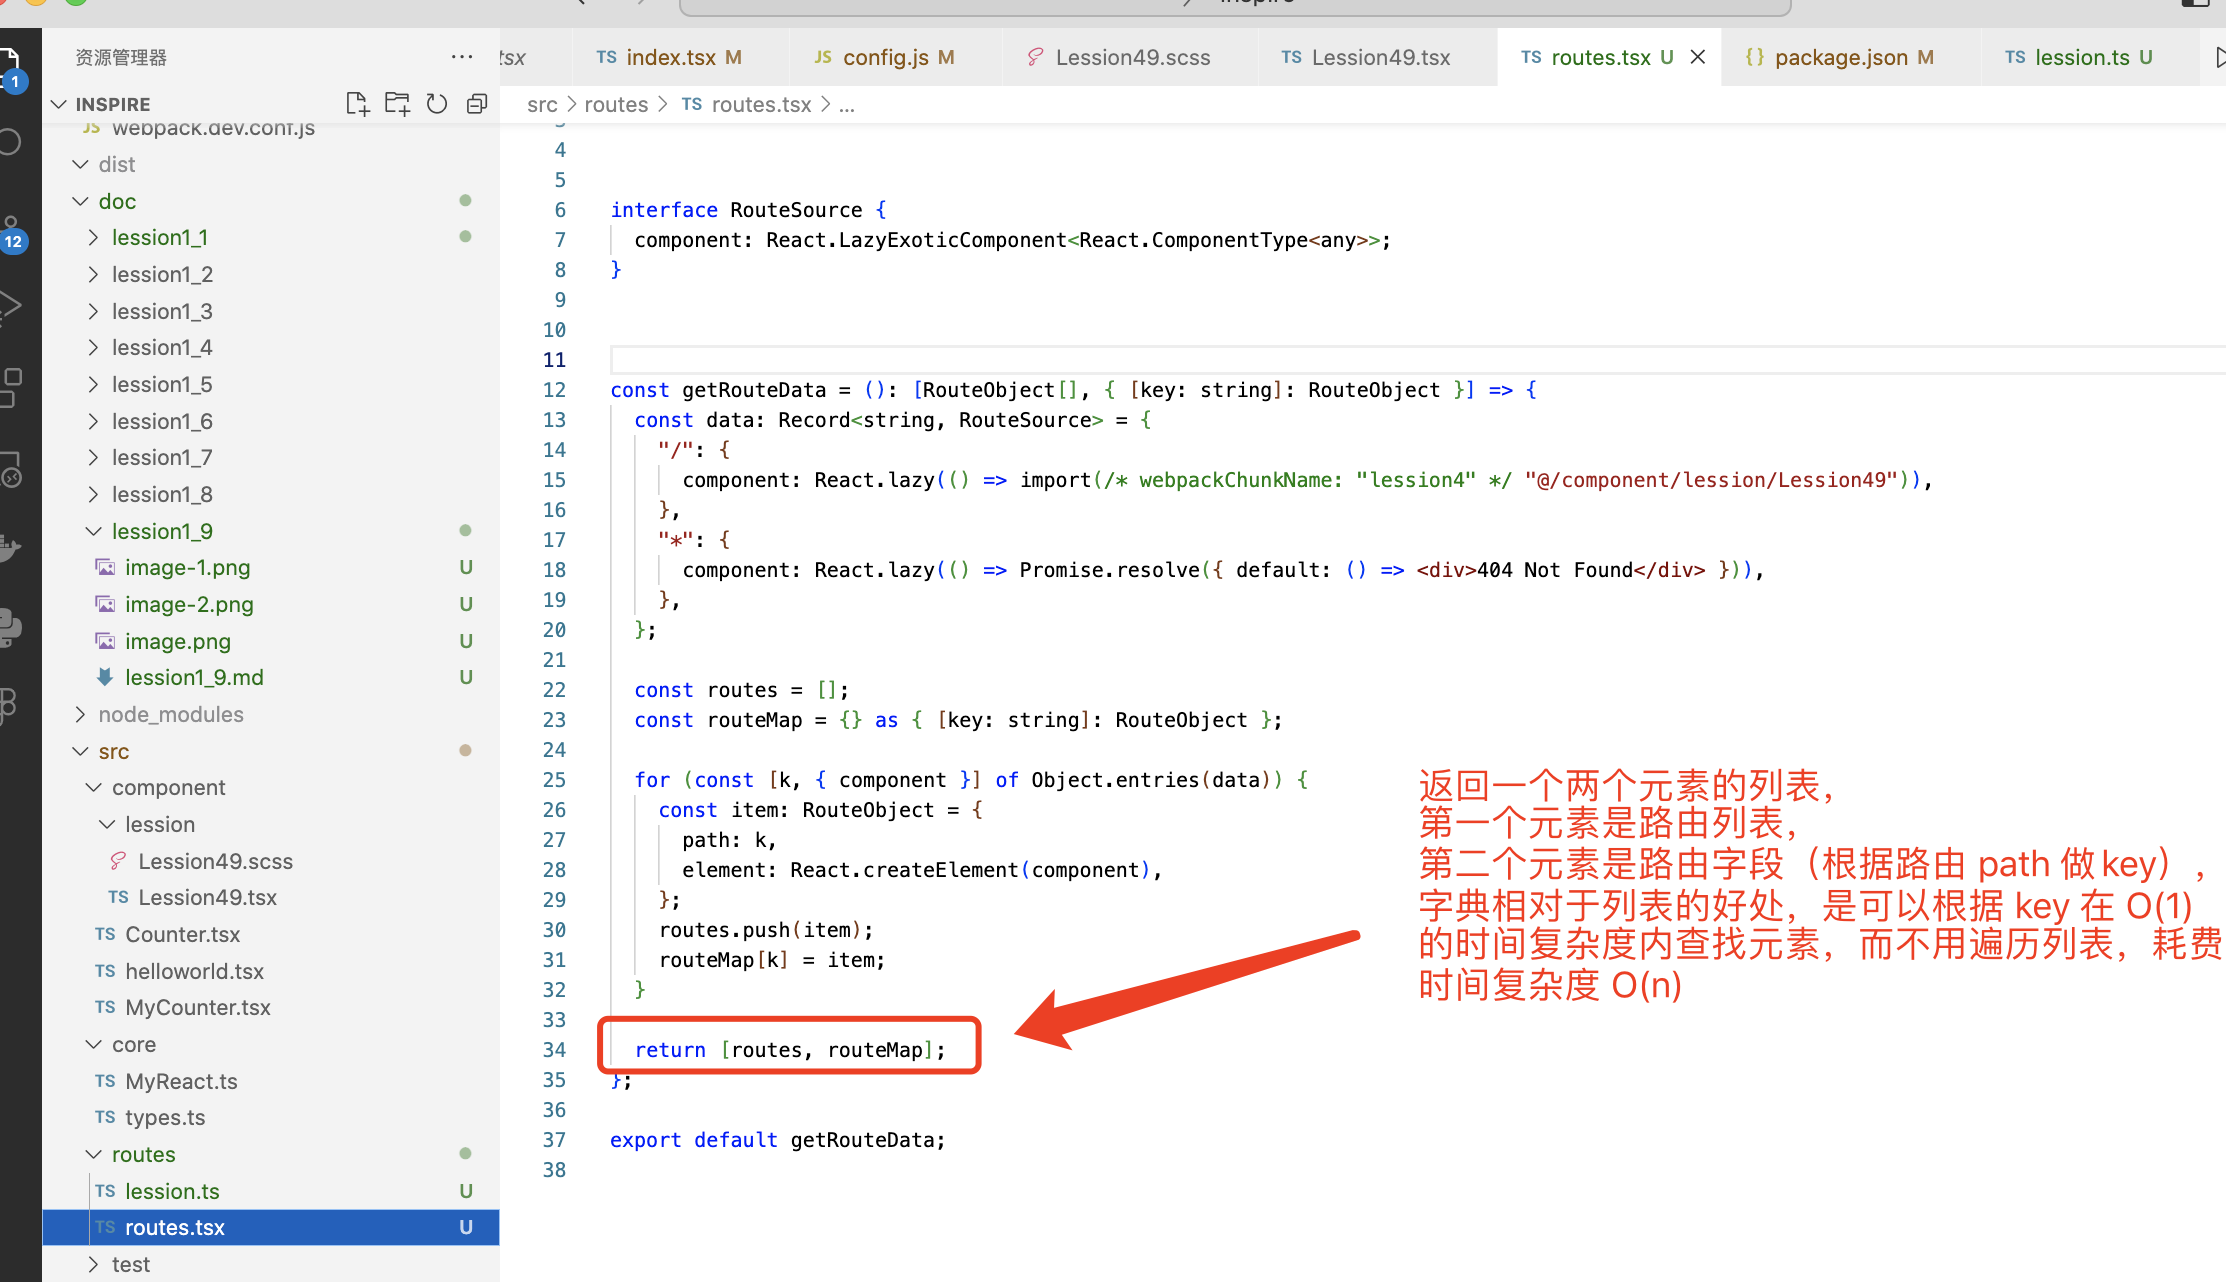 资源管理器
tsx
TS index.tsx M
JS config.js M
Lession49.scss
TS Lession49.tsx
TS routes.tsx U
{} package.json M
TS lession.ts U
1
INSPIRE
src > routes > TS routes.tsx > ...
JS webpack.dev.conf.js
dist
doc
lession1_1
12
lession1_2
lession1_3
lession1_4
lession1_5
lession1_6
lession1_7
lession1_8
lession1_9
image-1.png U
image-2.png U
image.png U
lession1_9.md U
node_modules
src
component
lession
Lession49.scss
TS Lession49.tsx
TS Counter.tsx
TS helloworld.tsx
TS MyCounter.tsx
core
TS MyReact.ts
TS types.ts
routes
TS lession.ts U
TS routes.tsx U
test
4
5
6 interface RouteSource {
7 component: React.LazyExoticComponent<React.ComponentType<any>>;
8 }
9
10
11
12 const getRouteData = (): [RouteObject[], { [key: string]: RouteObject }] => {
13 const data: Record<string, RouteSource> = {
14 "/": {
15 component: React.lazy(() => import(/* webpackChunkName: "lession4" */ "@/component/lession/Lession49")),
16 },
17 "*": {
18 component: React.lazy(() => Promise.resolve({ default: () => <div>404 Not Found</div> })),
19 },
20 };
21
22 const routes = [];
23 const routeMap = {} as { [key: string]: RouteObject };
24
25 for (const [k, { component }] of Object.entries(data)) {
26 const item: RouteObject = {
27 path: k,
28 element: React.createElement(component),
29 };
30 routes.push(item);
31 routeMap[k] = item;
32 }
33
34 return [routes, routeMap];
35 };
36
37 export default getRouteData;
38
返回一个两个元素的列表，
第一个元素是路由列表，
第二个元素是路由字段（根据路由 path 做key），
字典相对于列表的好处，是可以根据 key 在 O(1)
的时间复杂度内查找元素，而不用遍历列表，耗费
时间复杂度 O(n)